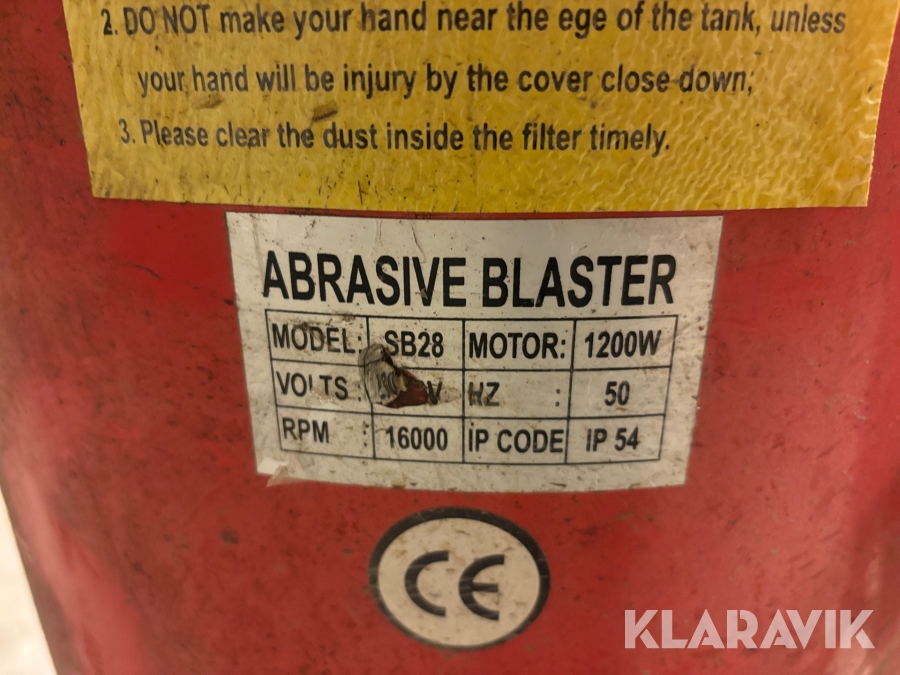 2. DO NOT make your hand near the ege of the tank, unless
your hand will be injury by the cover close down;
3. Please clear the dust inside the filter timely.
ABRASIVE BLASTER
MODEL: SB28 MOTOR: 1200W
VOLTS : V HZ : 50
RPM : 16000 IP CODE IP 54
CE
KLARAVIK